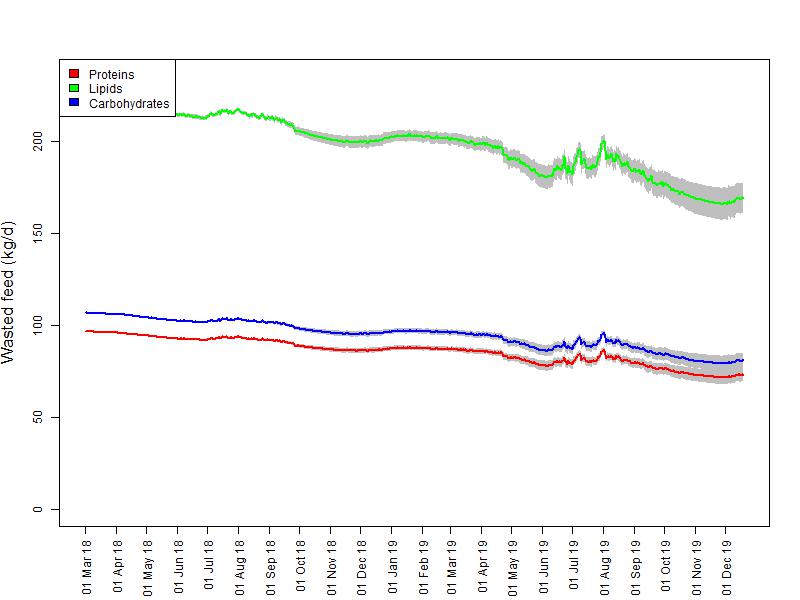 Proteins
Lipids
Carbohydrates
Wasted feed (kg/d)
200
150
100
50
0
01 Mar 18
01 Apr 18
01 May 18
01 Jun 18
01 Jul 18
01 Aug 18
01 Sep 18
01 Oct 18
01 Nov 18
01 Dec 18
01 Jan 19
01 Feb 19
01 Mar 19
01 Apr 19
01 May 19
01 Jun 19
01 Jul 19
01 Aug 19
01 Sep 19
01 Oct 19
01 Nov 19
01 Dec 19